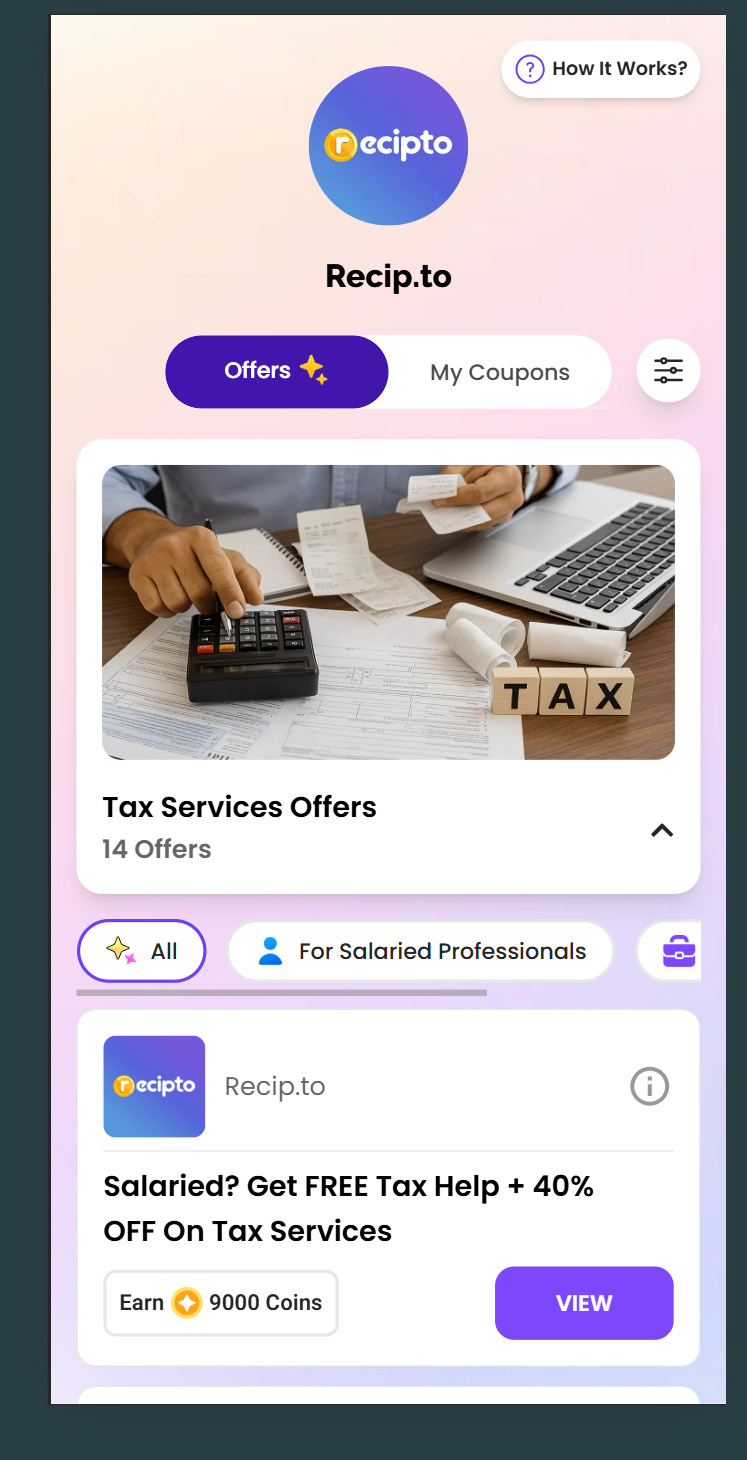 How It Works?
recipto
Recip.to
Offers
My Coupons
TAX
Tax Services Offers
14 Offers
All
For Salaried Professionals
recipto
Recip.to
Salaried? Get FREE Tax Help + 40%
OFF On Tax Services
Earn 9000 Coins
VIEW